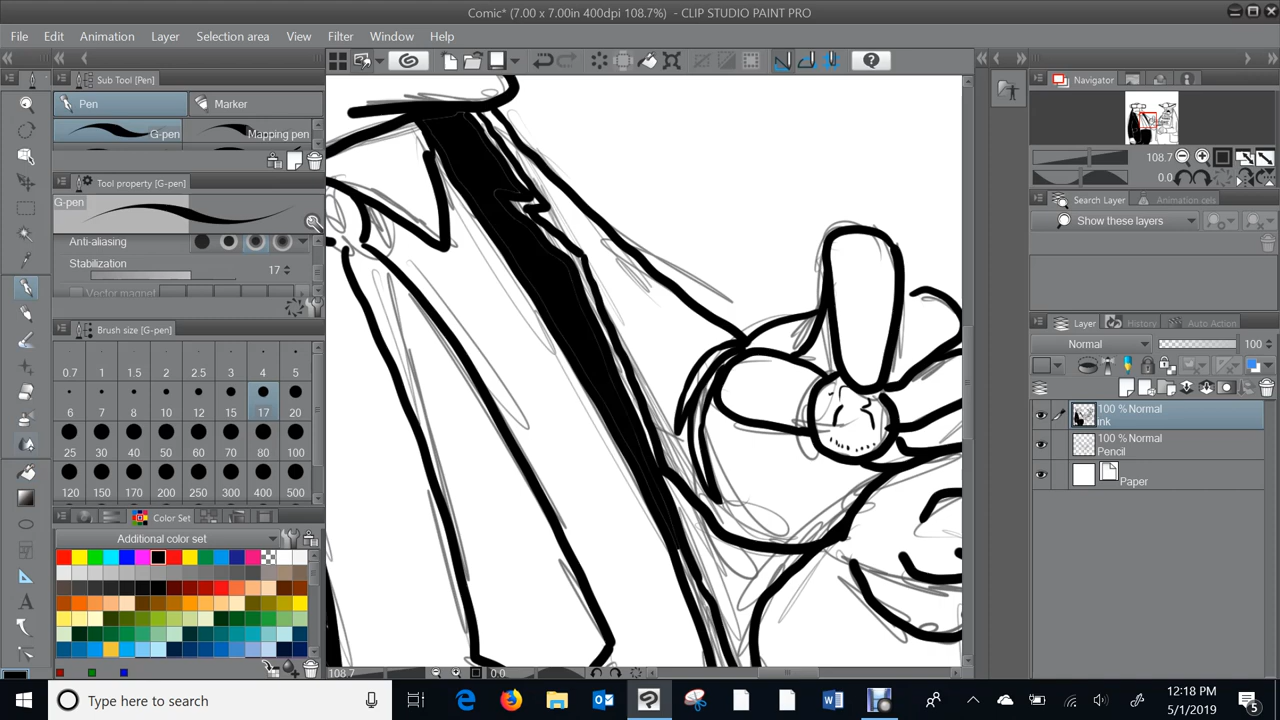 Comic* (7.00 x 7.00in 400dpi 108.7%) - CLIP STUDIO PAINT PRO
File Edit Animation Layer Selection area View Filter Window Help
Sub Tool [Pen]
Pen Marker
G-pen Mapping pen
Tool property [G-pen]
G-pen
Anti-aliasing
Stabilization
17
Vector magnet
Brush size [G-pen]
0.7 1 1.5 2 2.5 3 4 5
6 7 8 10 12 15 17 20
25 30 40 50 60 70 80 100
120 150 170 200 250 300 400 500
Color Set
Additional color set
108.7 0.0
Navigator
108.7
0.0
Search Layer Animation cels
Show these layers
Layer History Auto Action
Normal 100
100 % Normal
ink
100 % Normal
Pencil
Paper
Type here to search
12:18 PM
5/1/2019
5